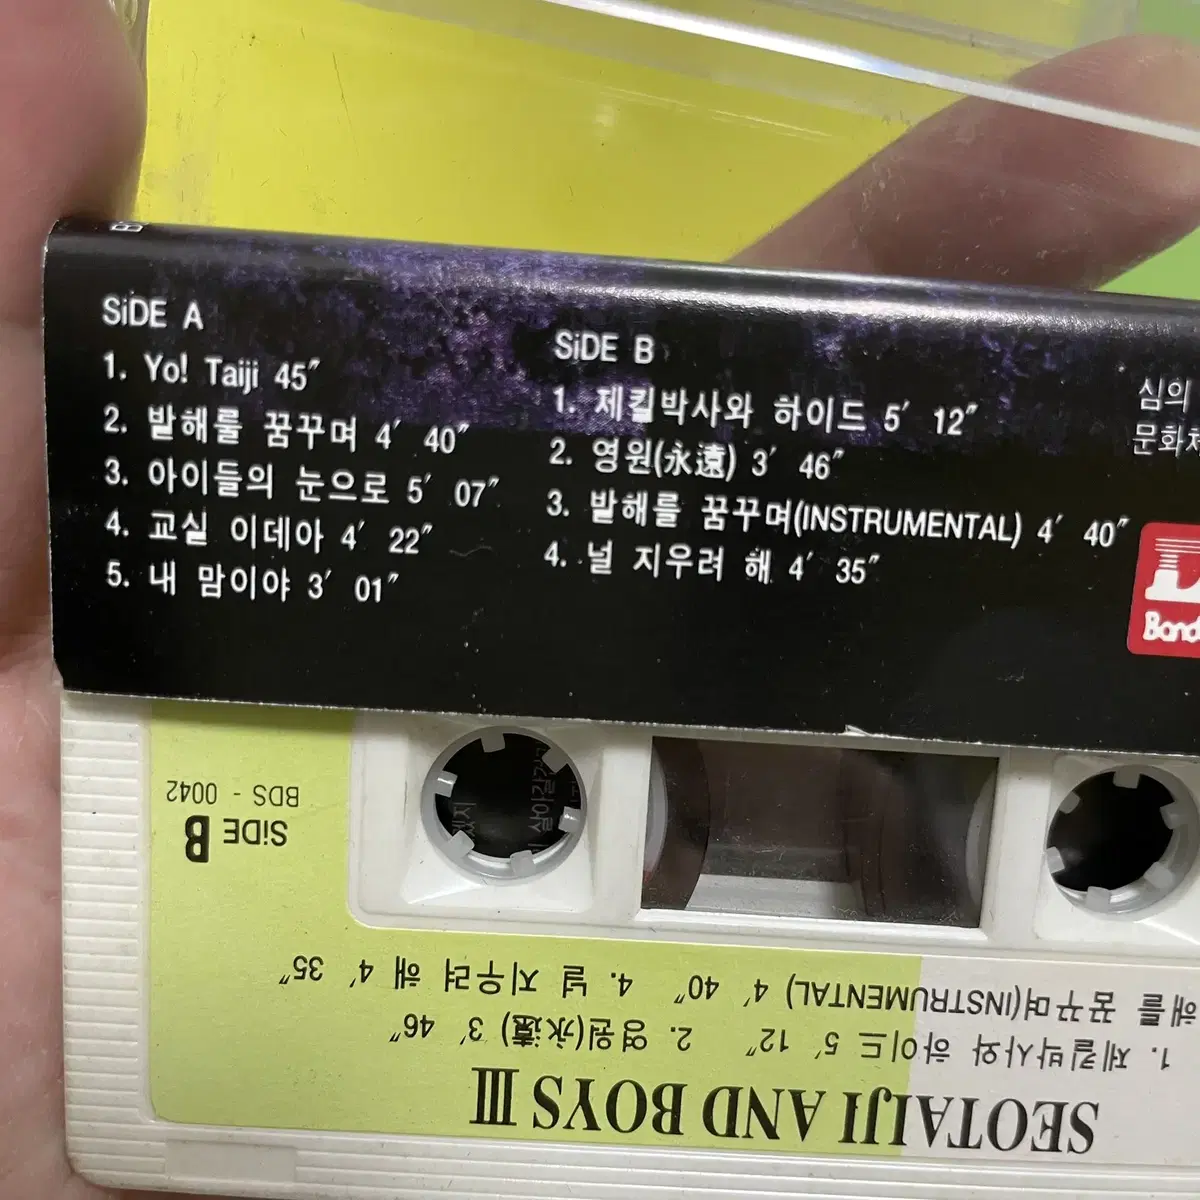 SiDE A
1. Yo! Taiji 45″
2.발해를 꿈꾸며 4′ 40″
3. 아이들의 눈으로 5′ 07″
4. 교실 이데아 4′ 22″
5. 내 맘이야 3′ 01″
SiDE B
1. 제킬박사와 하이드 5′ 12″
2. 영원(永遠) 3′ 46″
3. 발해를 꿈꾸며(INSTRUMENTAL) 4′ 40″
4. 널 지우려 해 4′ 35″
심의
SEOTAIJI AND BOYS III
1. 제킬박사와 하이드 5′ 12″ 2. 영원(永遠) 3′ 46″
해를 꿈꾸며(INSTRUMENTAL) 4′ 40″ 4. 널 지우려 해 4′ 35″
SiDE B
BDS - 0042